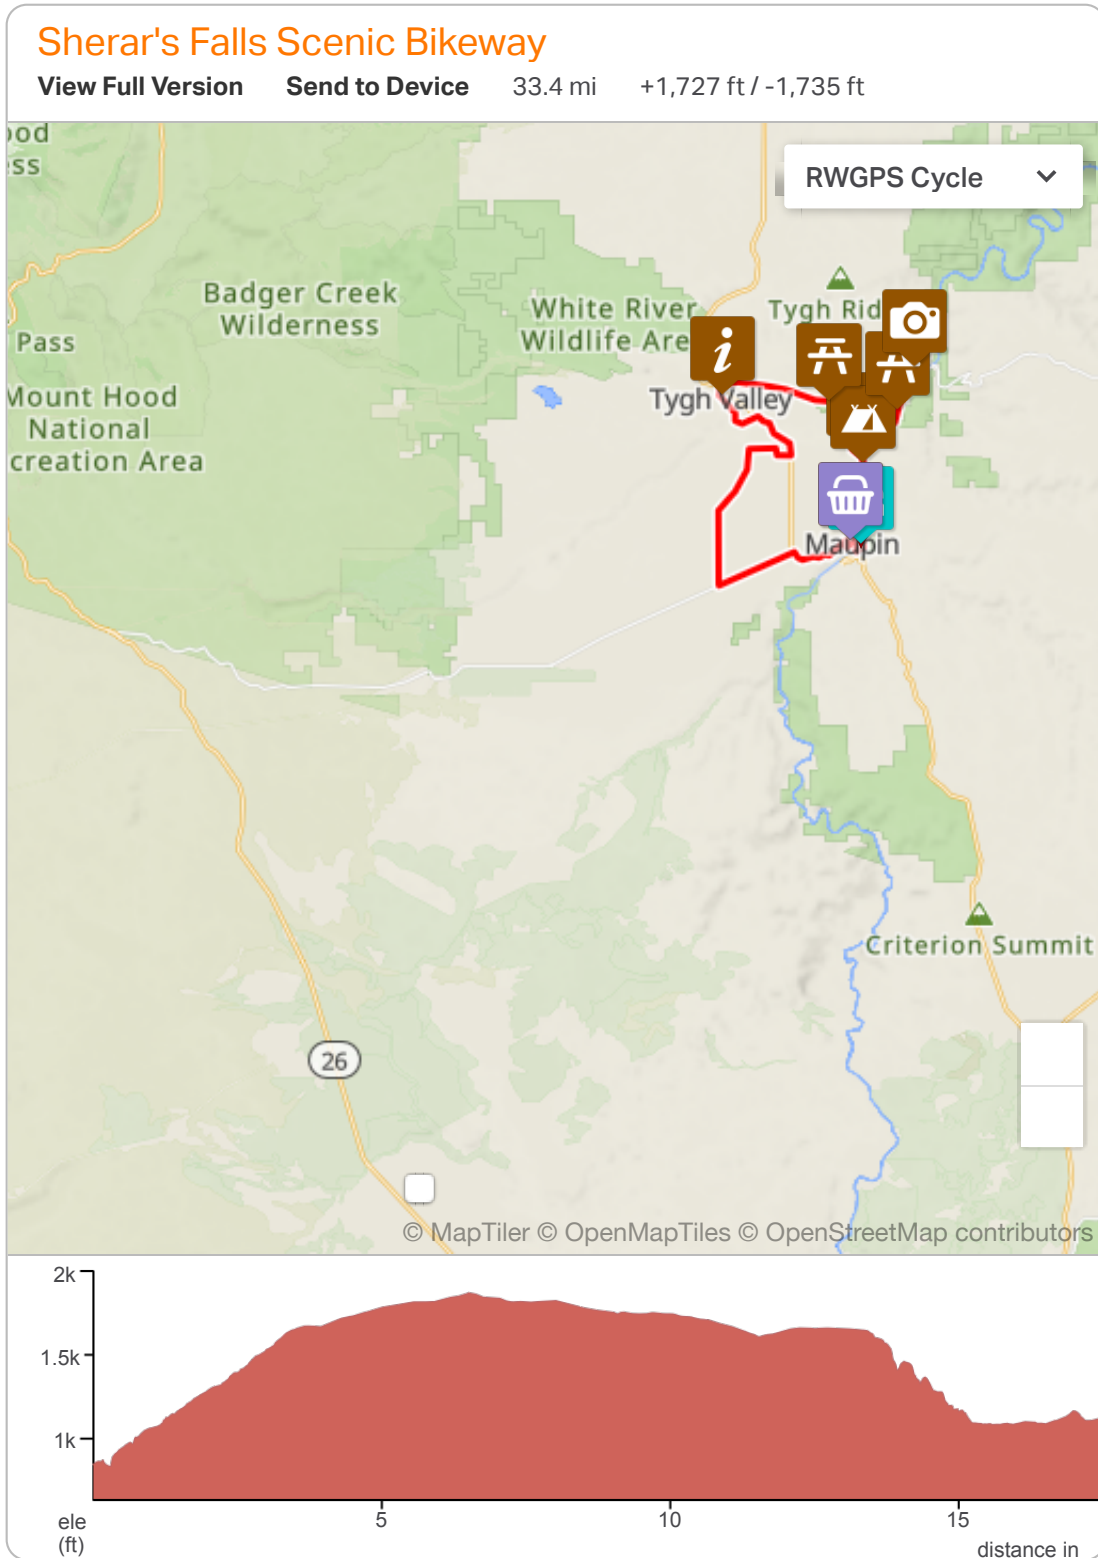 Sherar's Falls Scenic Bikeway
View Full Version Send to Device 33.4 mi +1,727 ft / -1,735 ft
ood
ess
RWGPS Cycle
Badger Creek
Wilderness
White River
Wildlife Are
Tygh Rid
Pass
Tygh Valley
Mount Hood
National
creation Area
Maupin
Criterion Summit
26
© MapTiler © OpenMapTiles © OpenStreetMap contributors
2k
1.5k
1k
ele
(ft)
5
10
15
distance in